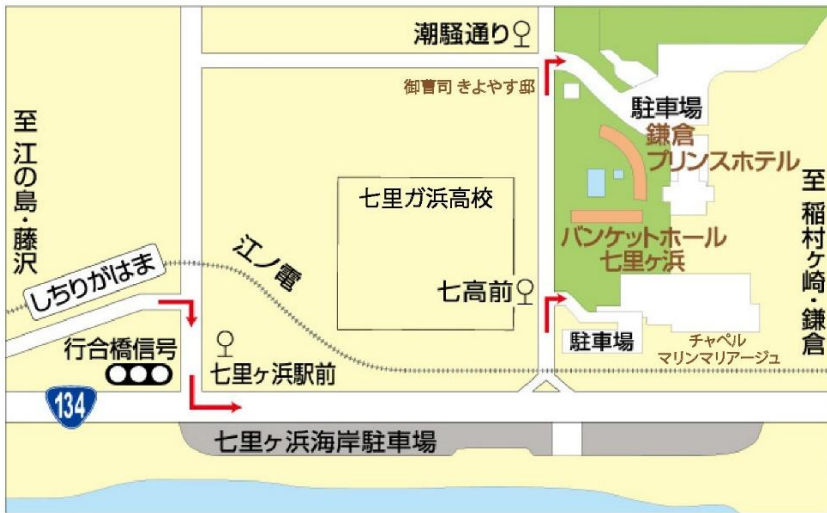 潮騒通り
御曹司 きよやす邸
駐車場
鎌倉
プリンスホテル
至 江の島・藤沢
七里ガ浜高校
至 稲村ヶ崎・鎌倉
バンケットホール
七里ヶ浜
江ノ電
しちりがはま
七高前
駐車場
チャペル
マリンマリアージュ
行合橋信号
七里ヶ浜駅前
134
七里ヶ浜海岸駐車場